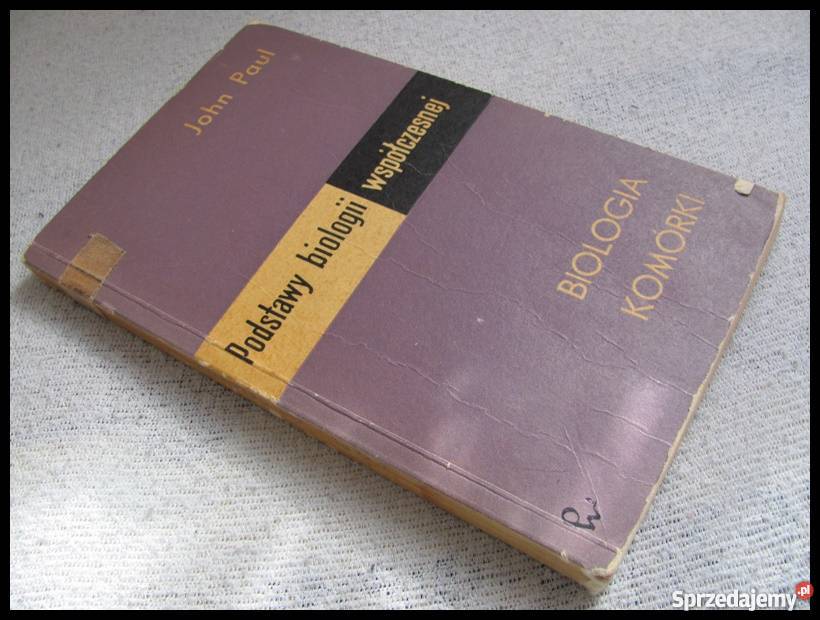 John Paul
Podstawy biologii współczesnej
BIOLOGIA
KOMÓRKI
Sprzedajemy.pl